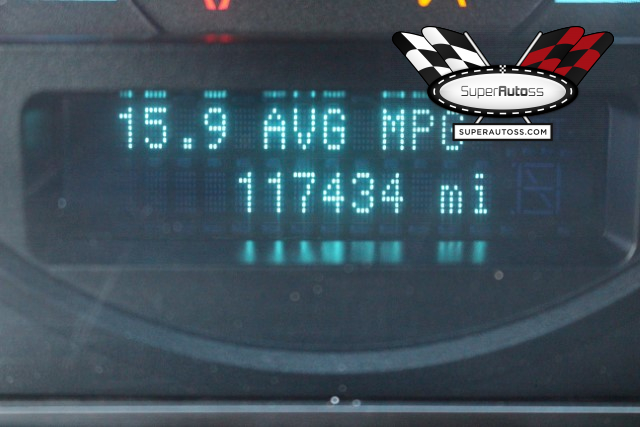 SuperAutoss
SUPERAUTOSS.COM
15.9 AVG MPG
117434 mi